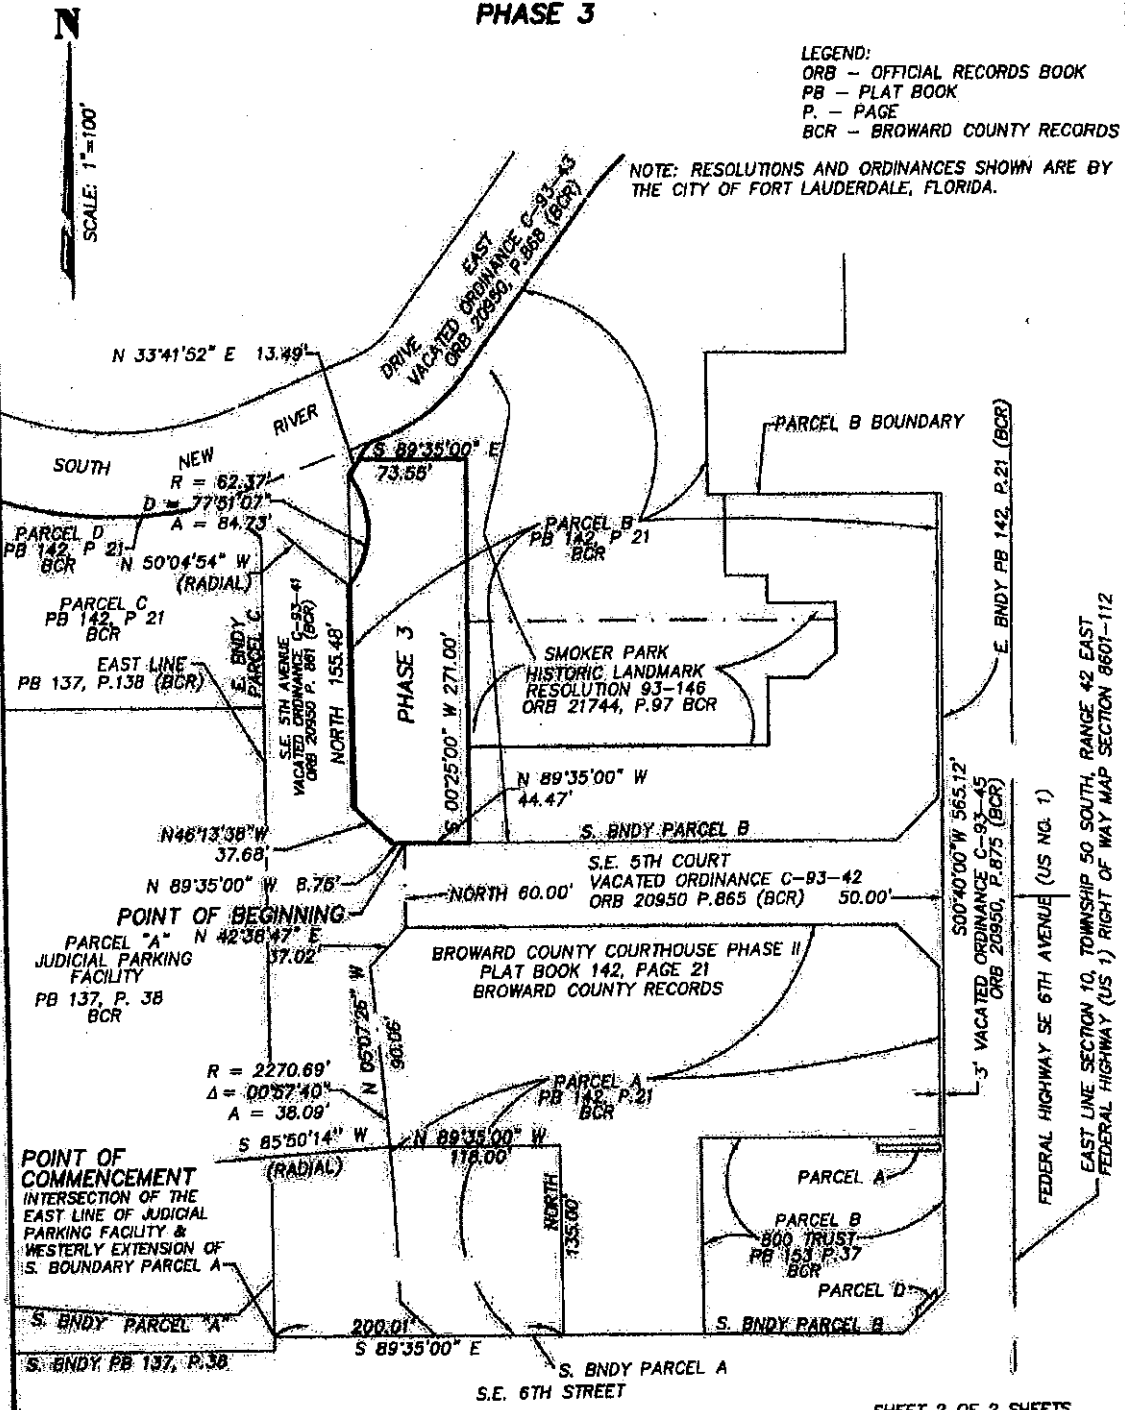 PHASE 3
N
SCALE: 1"=100'
LEGEND:
ORB - OFFICIAL RECORDS BOOK
PB - PLAT BOOK
P. - PAGE
BCR - BROWARD COUNTY RECORDS
NOTE: RESOLUTIONS AND ORDINANCES SHOWN ARE BY
THE CITY OF FORT LAUDERDALE, FLORIDA.
EAST
VACATED ORDINANCE C-93-43
ORB 20950, P.868 (BCR)
DRIVE
N 33°41'52" E 13.49'
RIVER
NEW
SOUTH
S 89°35'00" E
73.55'
R = 62.37'
D = 77°51'07"
A = 84.73'
N 50°04'54" W
(RADIAL)
PARCEL D
PB 142, P 21
BCR
PARCEL C
PB 142, P 21
BCR
EAST LINE
PB 137, P.138 (BCR)
E. BNDY
PARCEL C
S.E. 5TH AVENUE
VACATED ORDINANCE C-93-41
ORB 20950 P. 861 (BCR)
NORTH 155.48'
PHASE 3
S 00°25'00" W 271.00'
PARCEL B BOUNDARY
PARCEL B
PB 142, P 21
BCR
SMOKER PARK
HISTORIC LANDMARK
RESOLUTION 93-146
ORB 21744, P.97 BCR
N 89°35'00" W
44.47'
S. BNDY PARCEL B
E. BNDY PB 142, P.21 (BCR)
N46°13'38"W
37.68'
N 89°35'00" W 8.76'
POINT OF BEGINNING
NORTH 60.00'
S.E. 5TH COURT
VACATED ORDINANCE C-93-42
ORB 20950 P.865 (BCR) 50.00'
S00°40'00"W 565.12'
3' VACATED ORDINANCE C-93-45
ORB 20950, P.875 (BCR)
FEDERAL HIGHWAY SE 6TH AVENUE (US NO. 1)
EAST LINE SECTION 10, TOWNSHIP 50 SOUTH, RANGE 42 EAST
FEDERAL HIGHWAY (US 1) RIGHT OF WAY MAP SECTION 8601-112
PARCEL "A"
JUDICIAL PARKING
FACILITY
PB 137, P. 38
BCR
N 42°38'47" E
37.02'
BROWARD COUNTY COURTHOUSE PHASE II
PLAT BOOK 142, PAGE 21
BROWARD COUNTY RECORDS
N 05°07'26" W
90.06'
R = 2270.69'
Δ = 00°57'40"
A = 38.09'
S 85°50'14" W
(RADIAL)
PARCEL A
PB 142, P.21
BCR
N 89°35'00" W
118.00'
NORTH
135.00'
POINT OF
COMMENCEMENT
INTERSECTION OF THE
EAST LINE OF JUDICIAL
PARKING FACILITY &
WESTERLY EXTENSION OF
S. BOUNDARY PARCEL A
PARCEL A
PARCEL B
800 TRUST
PB 153 P.37
BCR
PARCEL D
S. BNDY PARCEL B
S. BNDY PARCEL "A"
S. BNDY PB 137, P.38
200.01'
S 89°35'00" E
S. BNDY PARCEL A
S.E. 6TH STREET
SHEET 2 OF 2 SHEETS